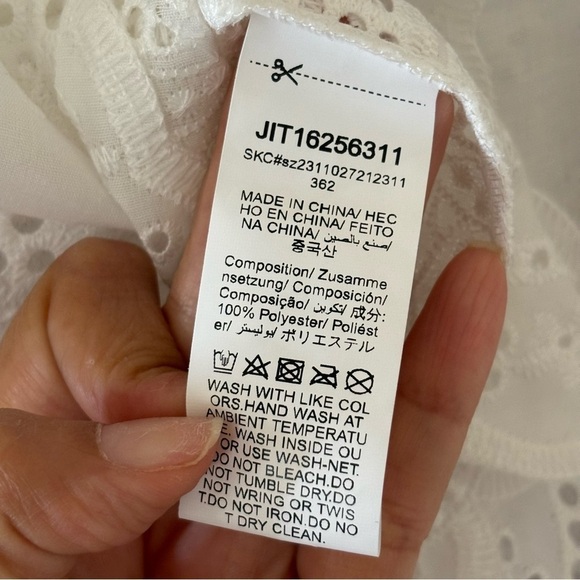 JIT16256311
SKC#sz2311027212311
362
MADE IN CHINA/ HEC
HO EN CHINA/ FEITO
NA CHINA/ صنع بالصين/
중국산
Composition/ Zusamme
nsetzung/ Composición/
Composição/ تكوين/ 成分:
100% Polyester/ Poliést
er/ بوليستر/ ポリエステル
WASH WITH LIKE COL
ORS.HAND WASH AT
AMBIENT TEMPERATU
E. WASH INSIDE OU
OR USE WASH-NET.
DO NOT BLEACH.DO
NOT TUMBLE DRY.DO
NOT WRING OR TWIS
T.DO NOT IRON.DO NO
T DRY CLEAN.